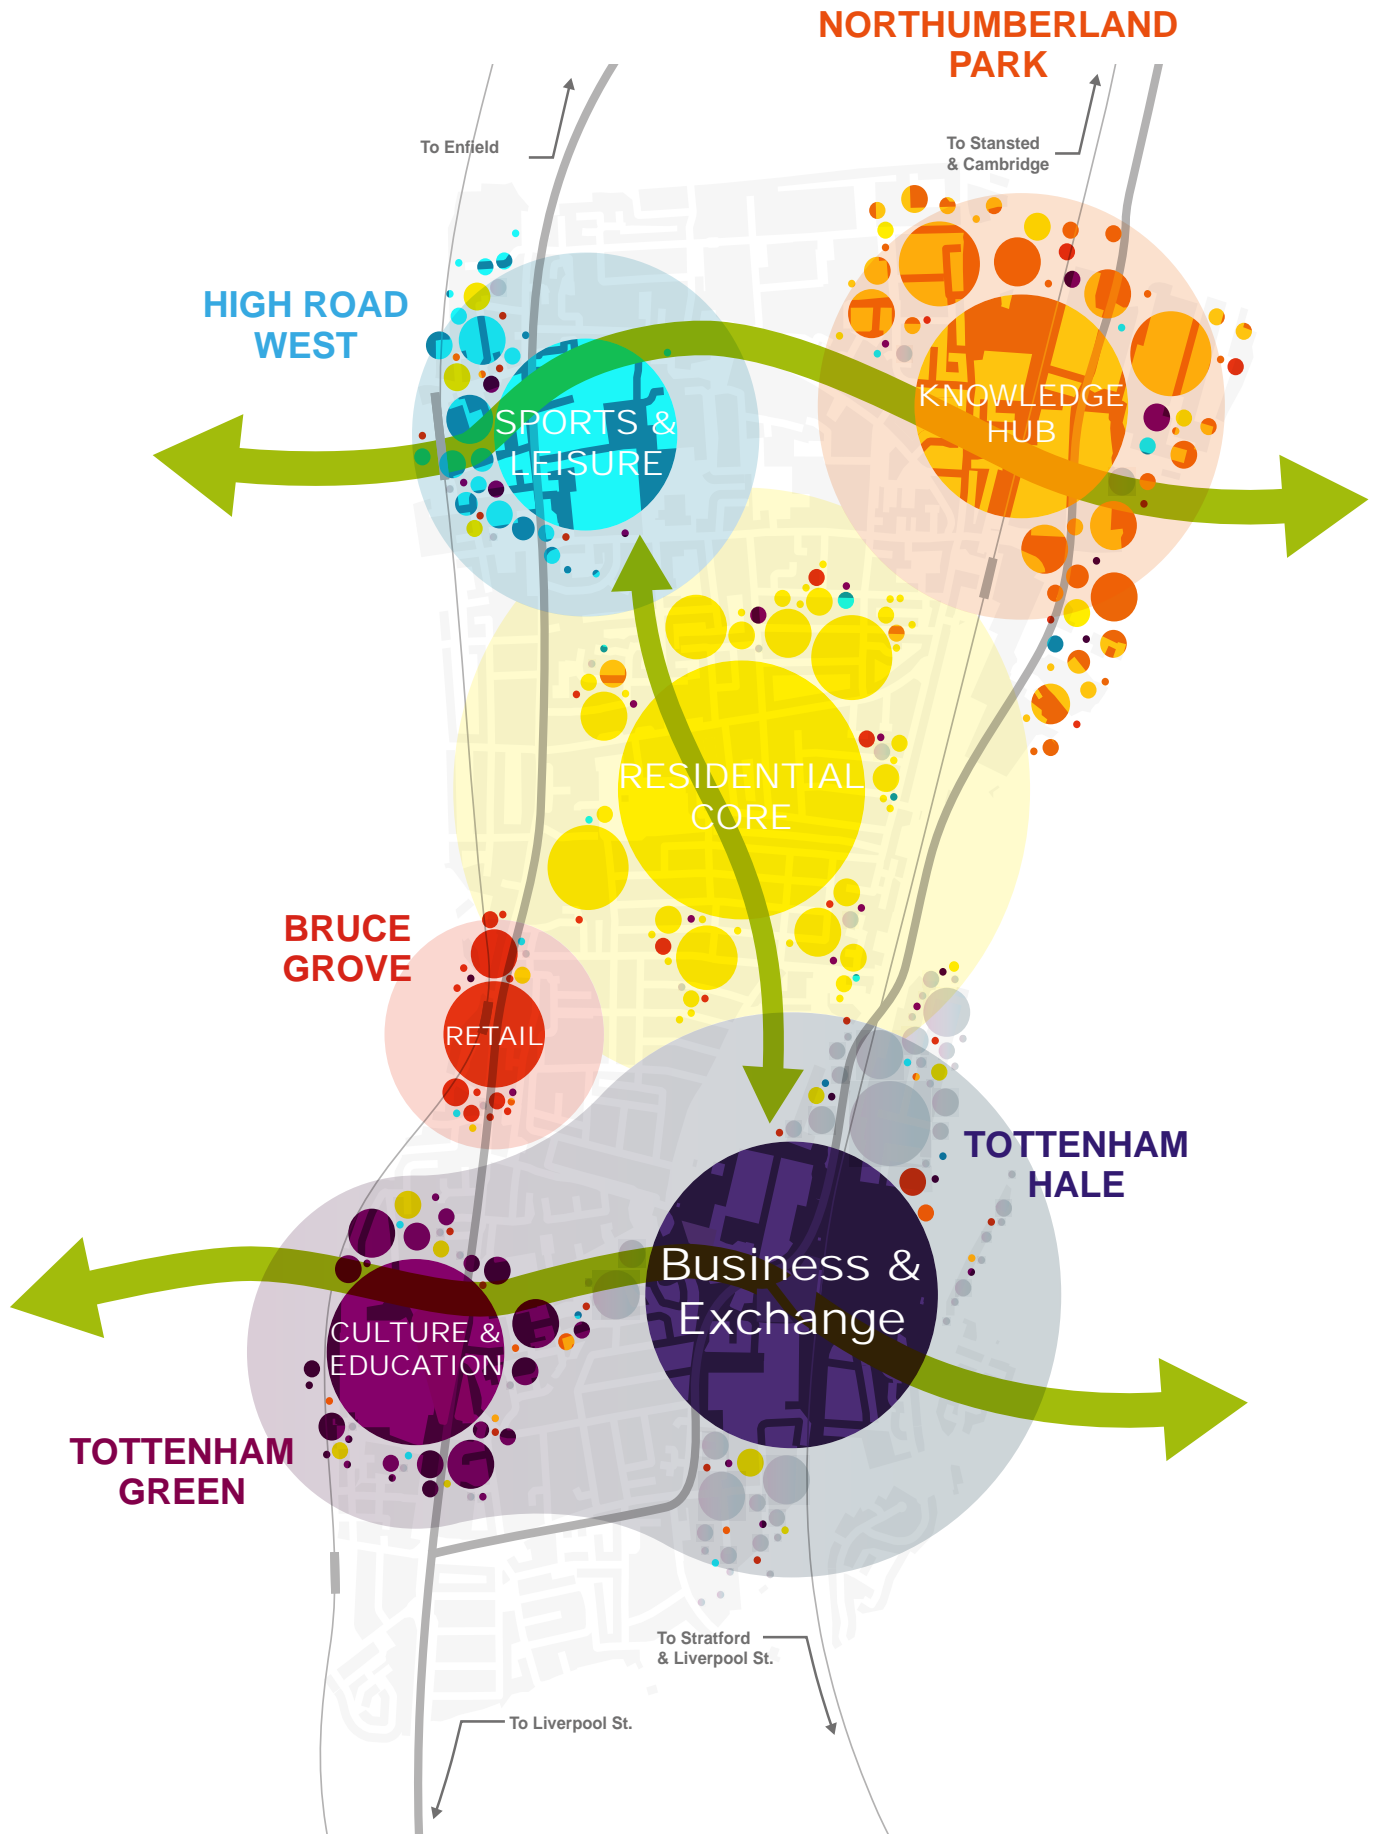 NORTHUMBERLAND
PARK
To Enfield
To Stansted
& Cambridge
HIGH ROAD
WEST
SPORTS &
LEISURE
KNOWLEDGE
HUB
RESIDENTIAL
CORE
BRUCE
GROVE
RETAIL
TOTTENHAM
HALE
Business &
Exchange
CULTURE &
EDUCATION
TOTTENHAM
GREEN
To Stratford
& Liverpool St.
To Liverpool St.